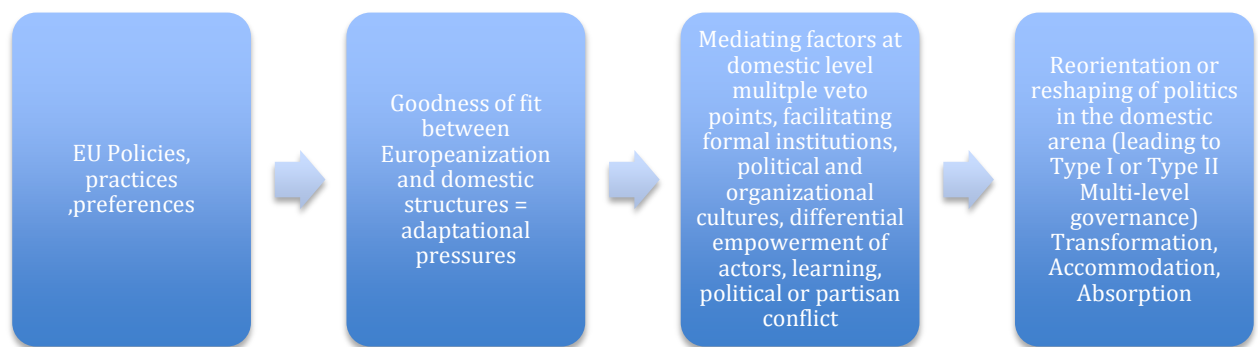 EU Policies,
practices
,preferences
Goodness of fit
between
Europeanization
and domestic
structures =
adaptational
pressures
Mediating factors at
domestic level
mulitple veto
points, facilitating
formal institutions,
political and
organizational
cultures, differential
empowerment of
actors, learning,
political or partisan
conflict
Reorientation or
reshaping of politics
in the domestic
arena (leading to
Type I or Type II
Multi-level
governance)
Transformation,
Accommodation,
Absorption